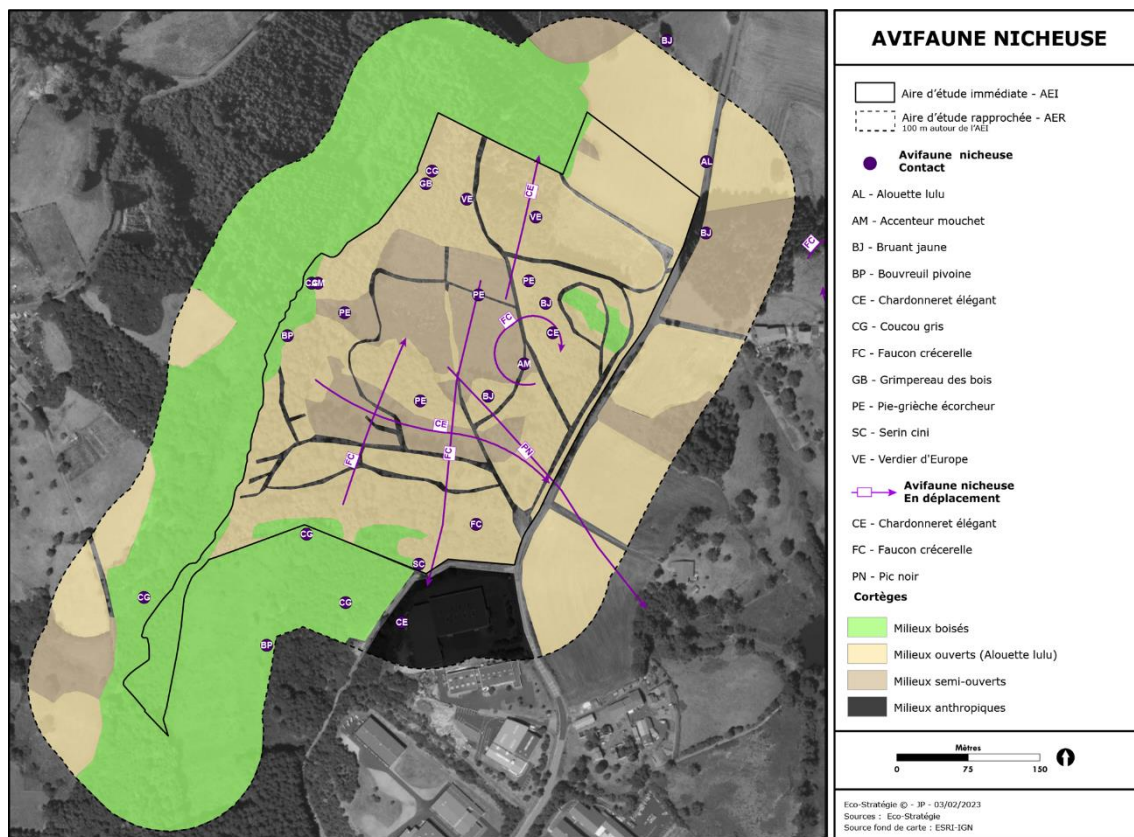 BJ
AL
CG
GB
CE
VE
VE
BJ
FC
PE
PE
BJ
PE
FC
CE
BP
AM
PE
BJ
CE
FC
FC
PN
FC
CG
SC
CG
CG
CE
BP
AVIFAUNE NICHEUSE
Aire d'étude immédiate - AEI
Aire d'étude rapprochée - AER
100 m autour de l'AEI
Avifaune nicheuse
Contact
AL - Alouette lulu
AM - Accenteur mouchet
BJ - Bruant jaune
BP - Bouvreuil pivoine
CE - Chardonneret élégant
CG - Coucou gris
FC - Faucon crécerelle
GB - Grimpereau des bois
PE - Pie-grièche écorcheur
SC - Serin cini
VE - Verdier d'Europe
Avifaune nicheuse
En déplacement
CE - Chardonneret élégant
FC - Faucon crécerelle
PN - Pic noir
Cortèges
Milieux boisés
Milieux ouverts (Alouette lulu)
Milieux semi-ouverts
Milieux anthropiques
Mètres
0 75 150
Eco-Stratégie © - JP - 03/02/2023
Sources : Eco-Stratégie
Source fond de carte : ESRI-IGN